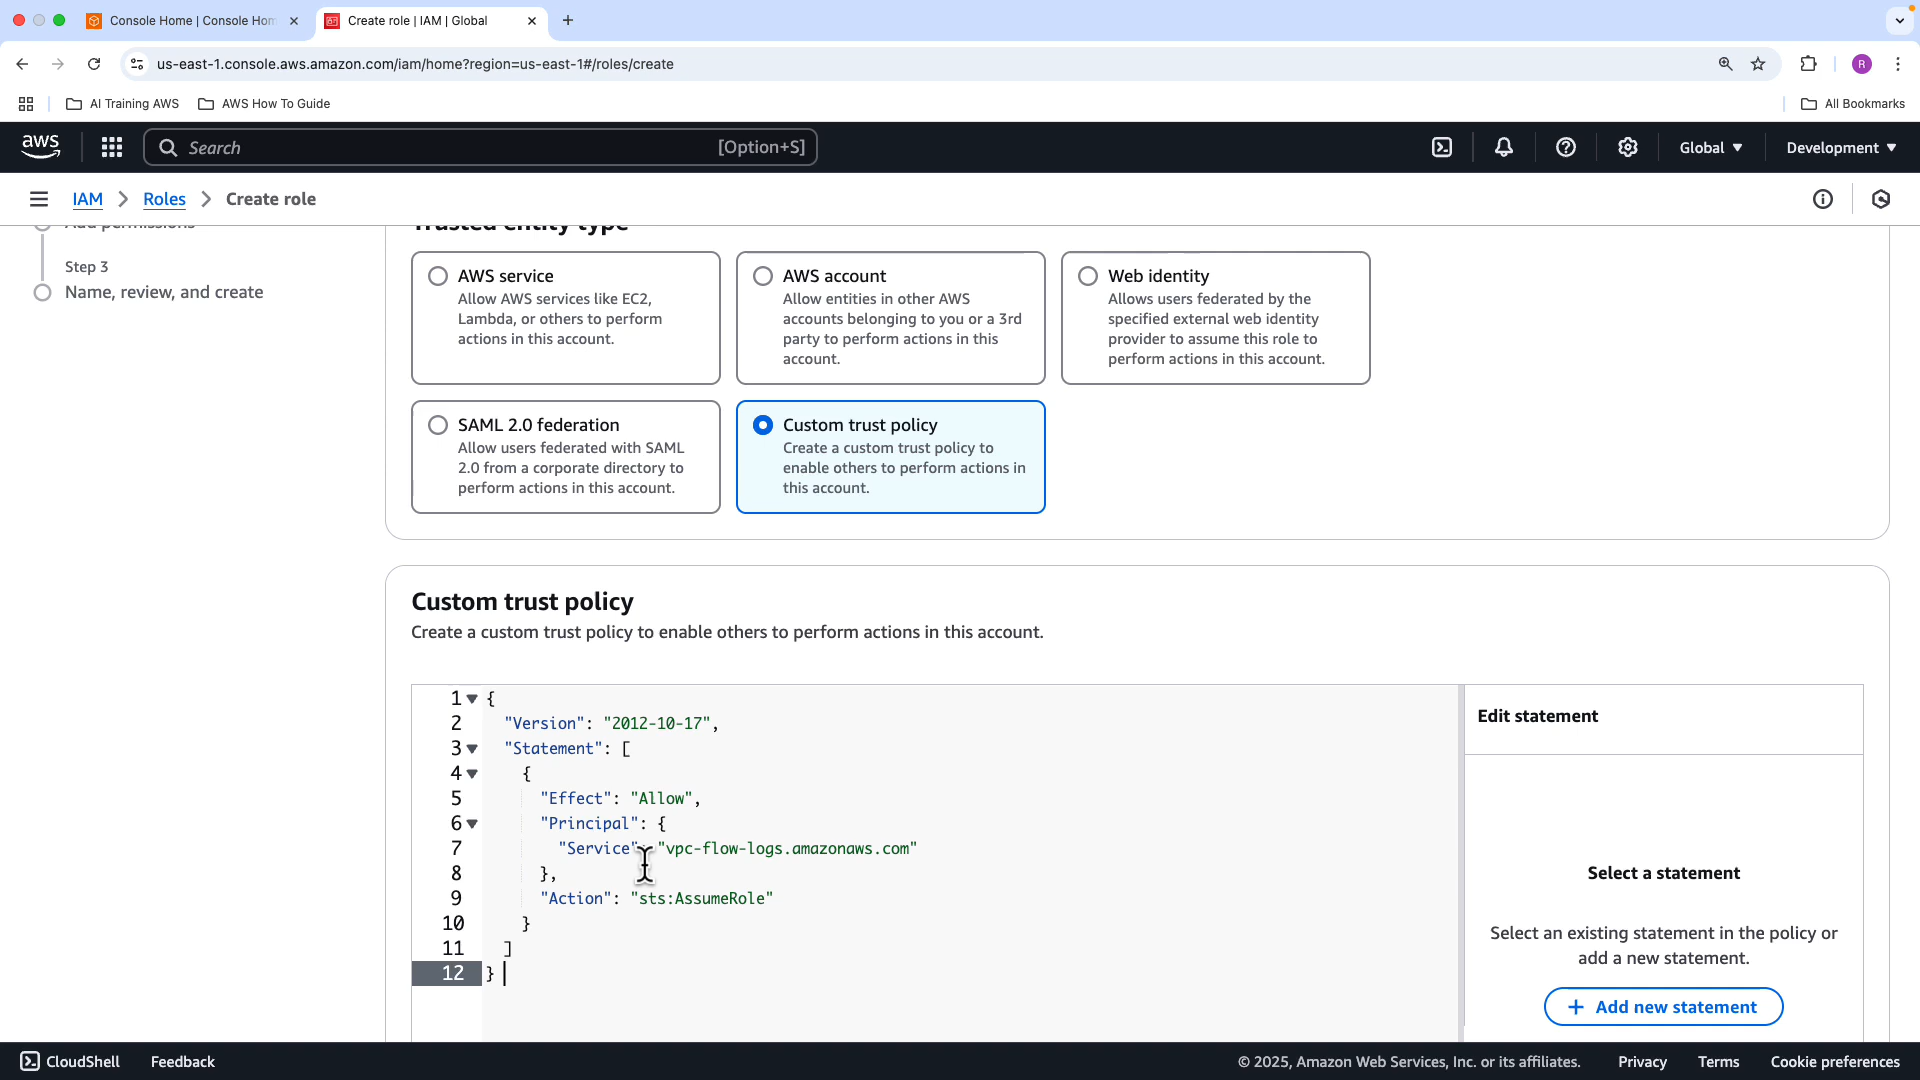 Console Home | Console Hom
Create role | IAM | Global
us-east-1.console.aws.amazon.com/iam/home?region=us-east-1#/roles/create
R
AI Training AWS
AWS How To Guide
All Bookmarks
aws
Search
[Option+S]
Global
Development
IAM
Roles
Create role
Add permissions
Step 3
Name, review, and create
Trusted entity type
AWS service
Allow AWS services like EC2,
Lambda, or others to perform
actions in this account.
AWS account
Allow entities in other AWS
accounts belonging to you or a 3rd
party to perform actions in this
account.
Web identity
Allows users federated by the
specified external web identity
provider to assume this role to
perform actions in this account.
SAML 2.0 federation
Allow users federated with SAML
2.0 from a corporate directory to
perform actions in this account.
Custom trust policy
Create a custom trust policy to
enable others to perform actions in
this account.
Custom trust policy
Create a custom trust policy to enable others to perform actions in this account.
1 {
2 "Version": "2012-10-17",
3 "Statement": [
4 {
5 "Effect": "Allow",
6 "Principal": {
7 "Service": "vpc-flow-logs.amazonaws.com"
8 },
9 "Action": "sts:AssumeRole"
10 }
11 ]
12 }
Edit statement
Select a statement
Select an existing statement in the policy or
add a new statement.
+ Add new statement
CloudShell
Feedback
© 2025, Amazon Web Services, Inc. or its affiliates.
Privacy
Terms
Cookie preferences